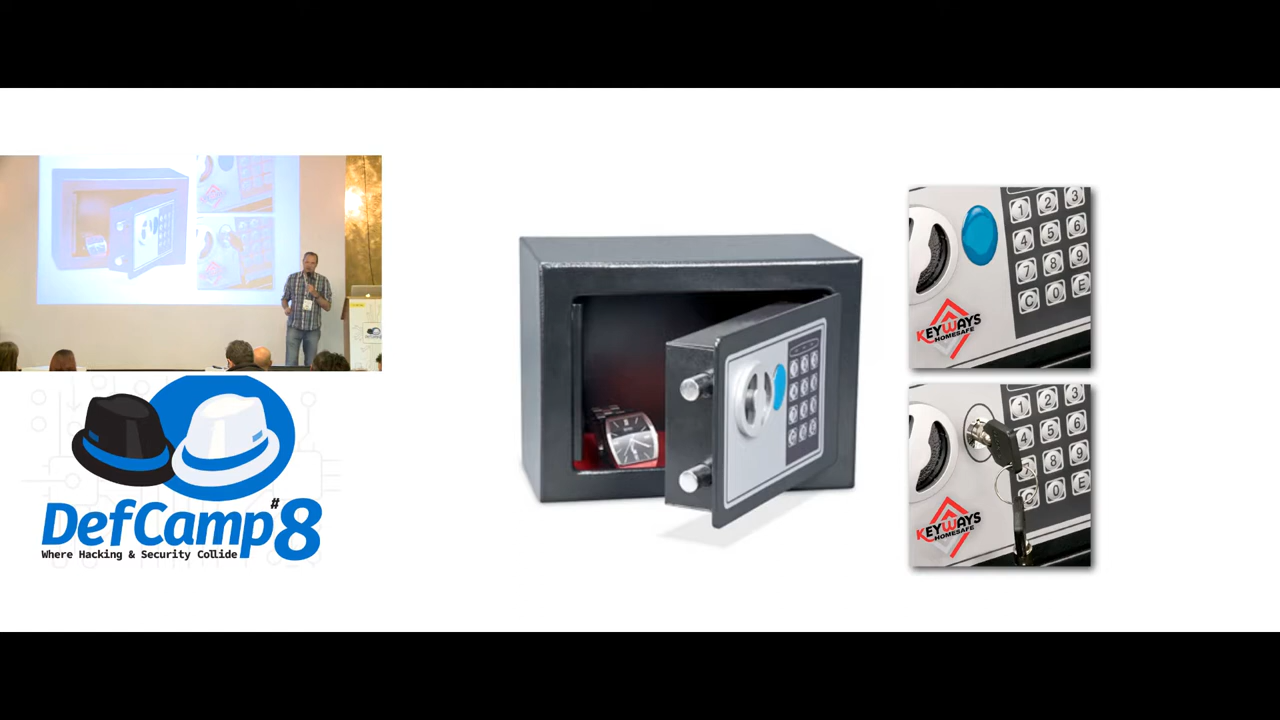 DefCamp#8
Where Hacking & Security Collide
1 2 3
4 5 6
7 8 9
C 0 E
KEYWAYS
HOMESAFE
1 2 3
4 5 6
8 9
C 0 E
KEYWAYS
HOMESAFE